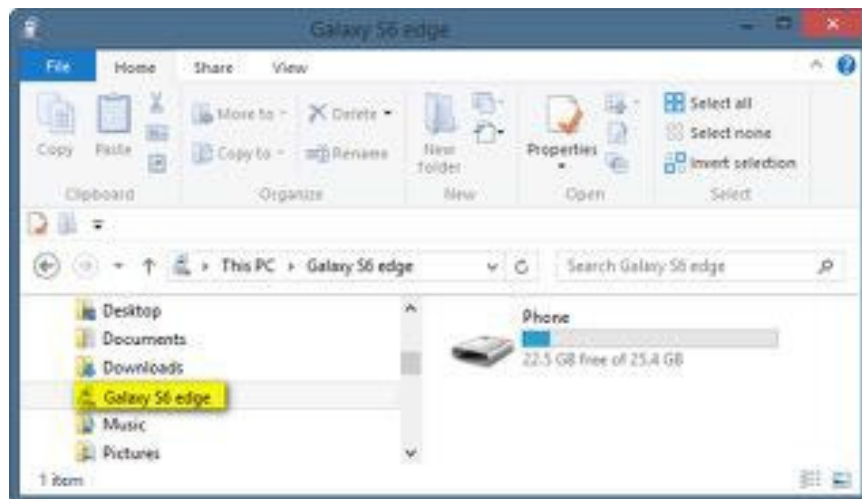 Galaxy S6 edge
File Home Share View
Copy Paste
Move to
Copy to
Delete
Rename
New folder
Properties
Select all
Select none
Invert selection
Clipboard Organize New Open Select
This PC Galaxy S6 edge
Search Galaxy S6 edge
Desktop
Documents
Downloads
Galaxy S6 edge
Music
Pictures
Phone
22.5 GB free of 25.4 GB
1 item